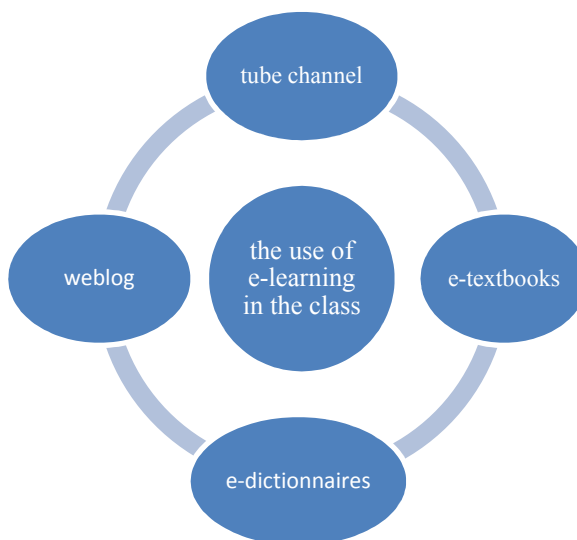 tube channel
weblog
the use of
e-learning
in the class
e-textbooks
e-dictionnaires